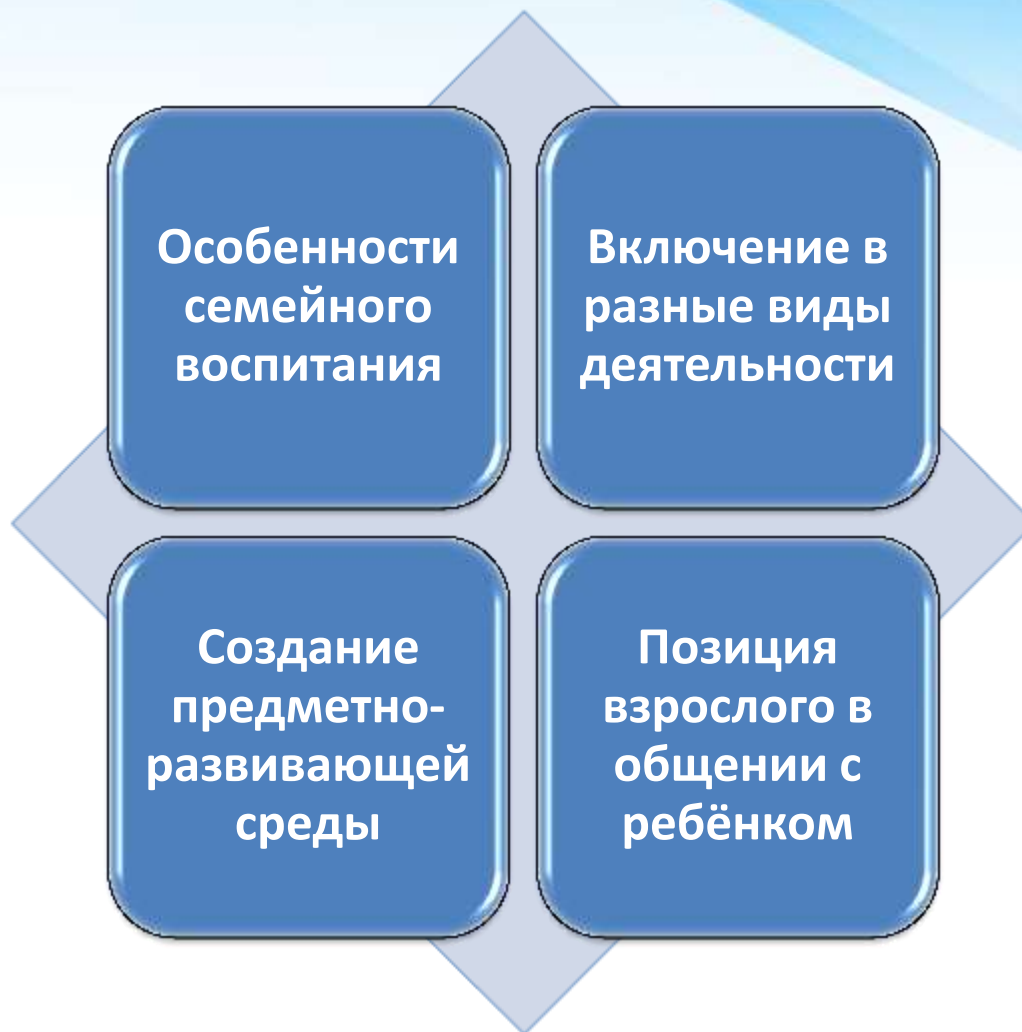 Особенности
семейного
воспитания
Включение в
разные виды
деятельности
Создание
предметно-
развивающей
среды
Позиция
взрослого в
общении с
ребёнком